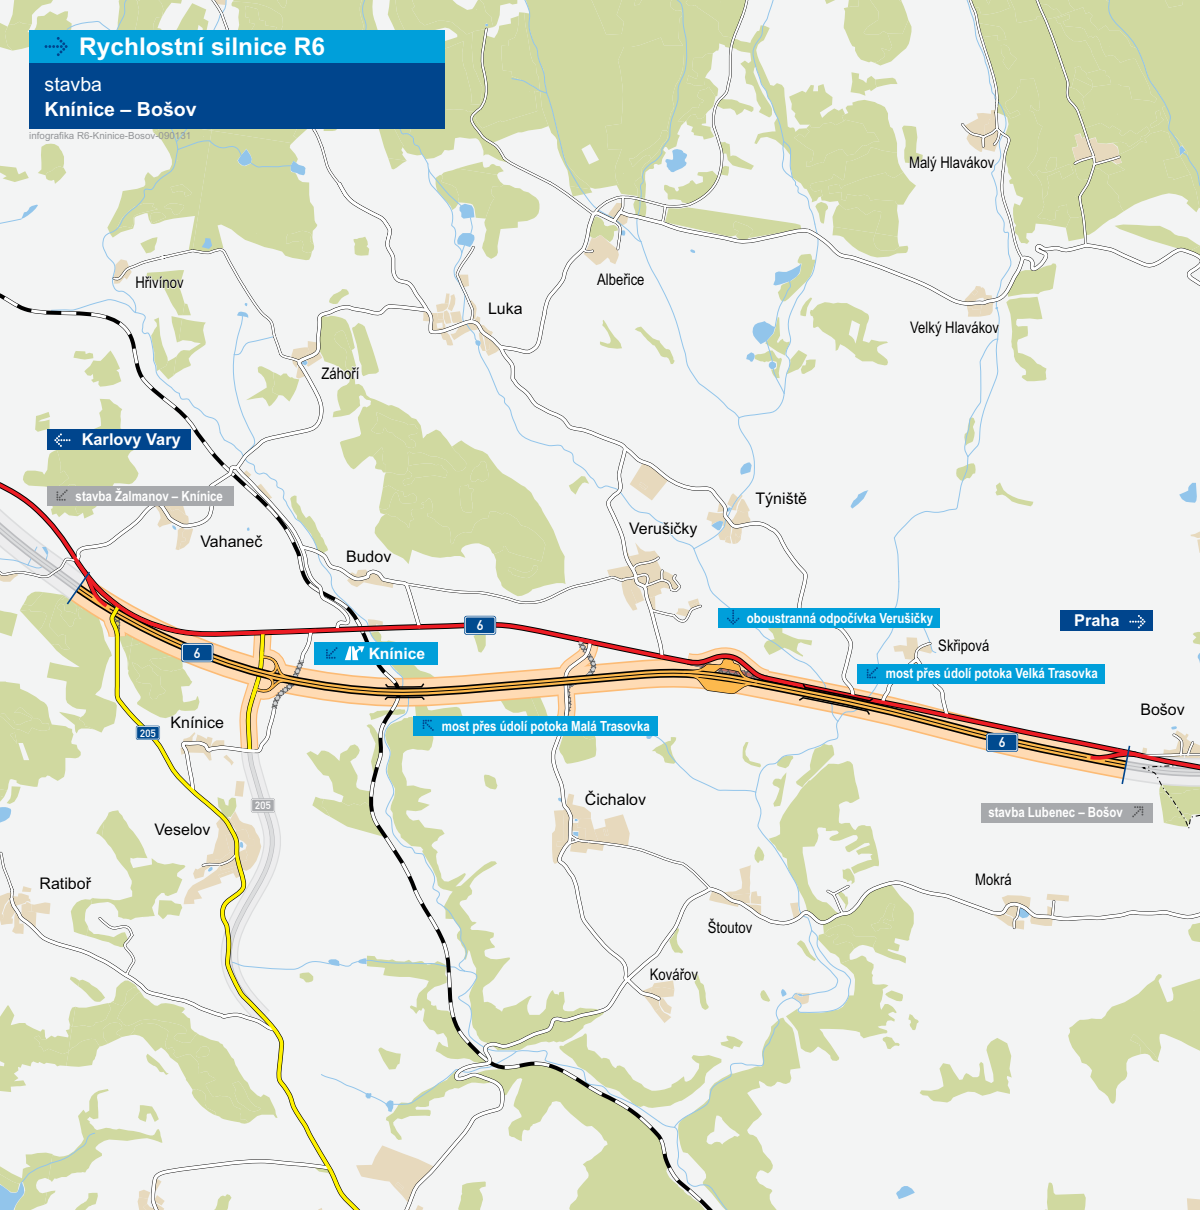 Rychlostní silnice R6
stavba
Knínice – Bošov
infografika R6-Kninice-Bosov-090131
Malý Hlavákov
Hřivínov
Albeřice
Luka
Velký Hlavákov
Záhoří
Karlovy Vary
stavba Žalmanov – Knínice
Týniště
Vahaneč
Verušičky
Budov
6
oboustranná odpočívka Verušičky
Praha
6
Knínice
Skřipová
most přes údolí potoka Velká Trasovka
Knínice
most přes údolí potoka Malá Trasovka
Bošov
205
6
Čichalov
205
stavba Lubenec – Bošov
Veselov
Ratiboř
Mokrá
Štoutov
Kovářov